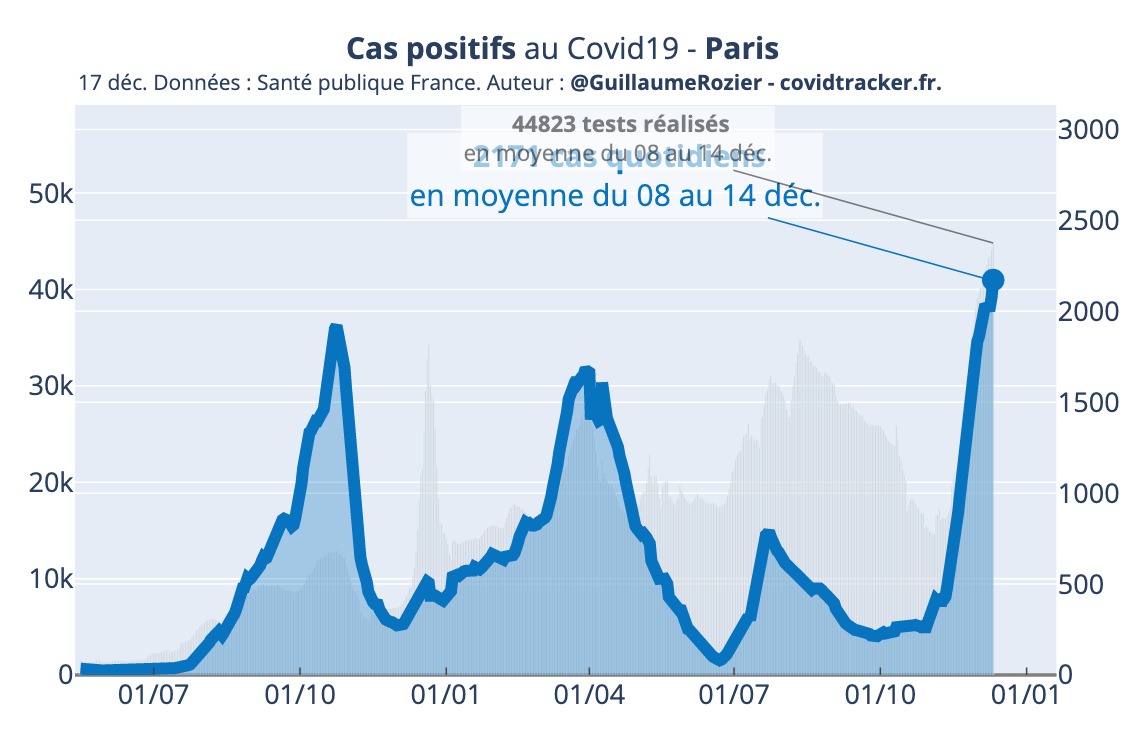 Cas positifs au Covid19 - Paris
17 déc. Données : Santé publique France. Auteur : @GuillaumeRozier - covidtracker.fr.
44823 tests réalisés
en moyenne du 08 au 14 déc.
2171 cas quotidiens
en moyenne du 08 au 14 déc.
3000
50k
2500
40k
2000
30k
1500
20k
1000
10k
500
0
0
01/07
01/10
01/01
01/04
01/07
01/10
01/01